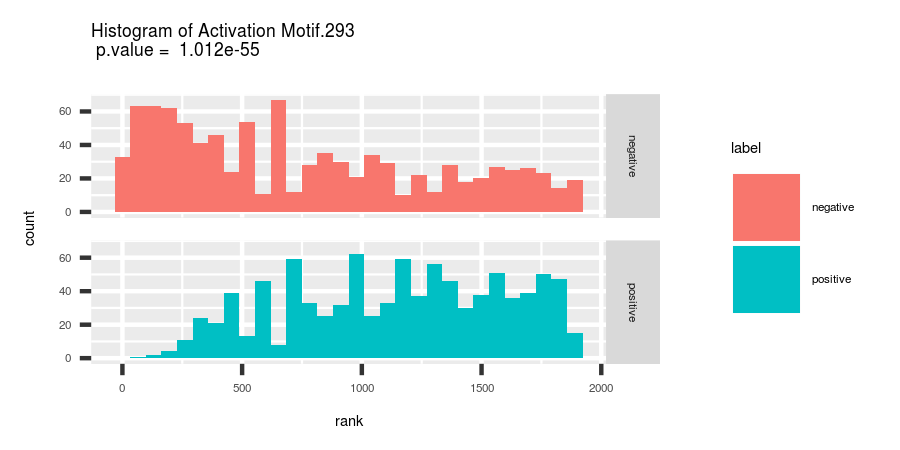 Histogram of Activation Motif.293
p.value = 1.012e-55
count
60
40
20
0
negative
60
40
20
0
positive
0
500
1000
1500
2000
rank
label
negative
positive